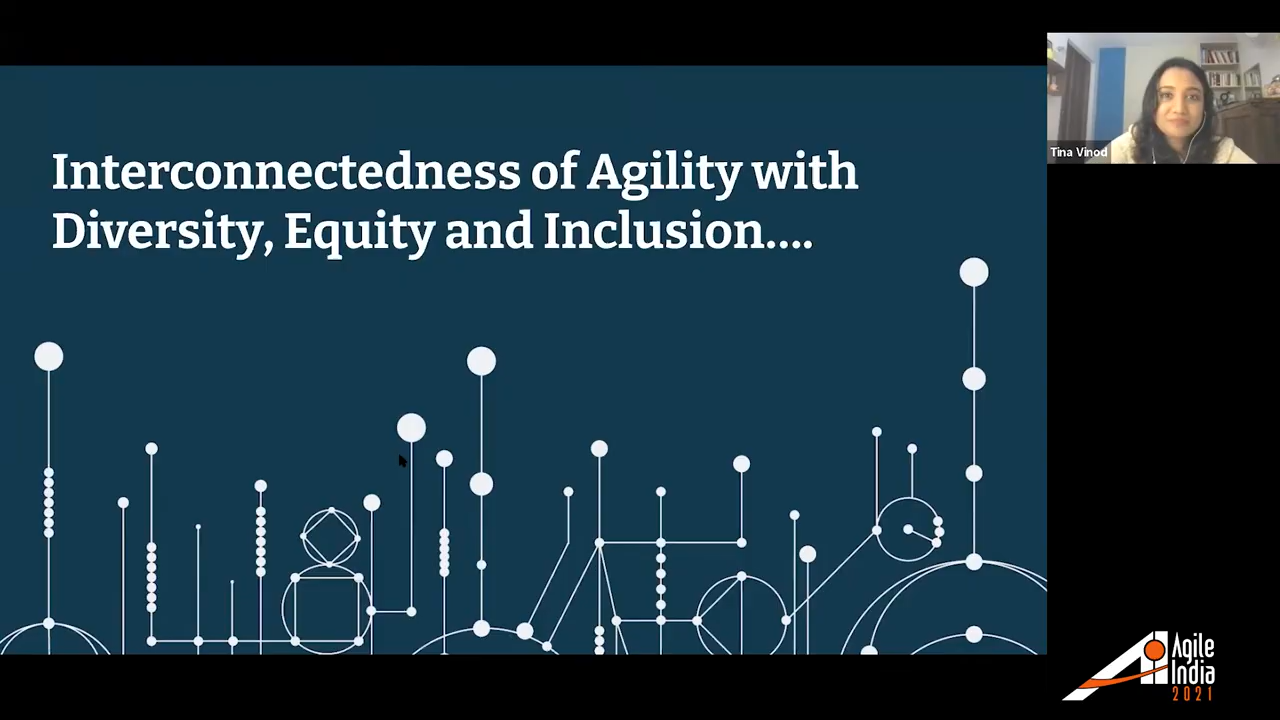 Interconnectedness of Agility with
Diversity, Equity and Inclusion....
Tina Vinod
Agile
India
2021